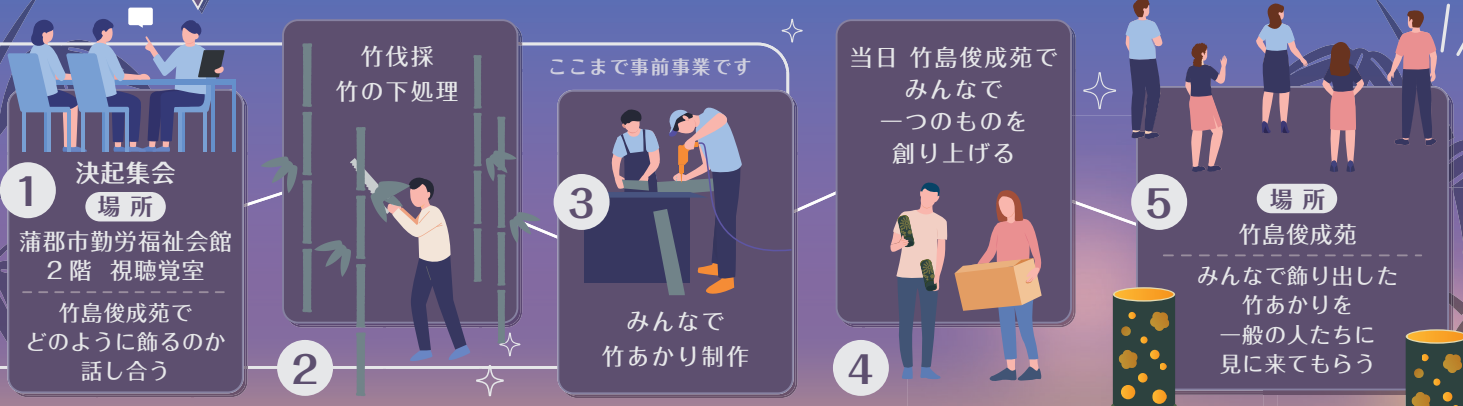 1
決起集会
場所
蒲郡市勤労福祉会館
2階 視聴覚室
竹島俊成苑で
どのように飾るのか
話し合う
竹伐採
竹の下処理
2
ここまで事前事業です
3
みんなで
竹あかり制作
当日 竹島俊成苑で
みんなで
一つのものを
創り上げる
4
5
場所
竹島俊成苑
みんなで飾り出した
竹あかりを
一般の人たちに
見に来てもらう